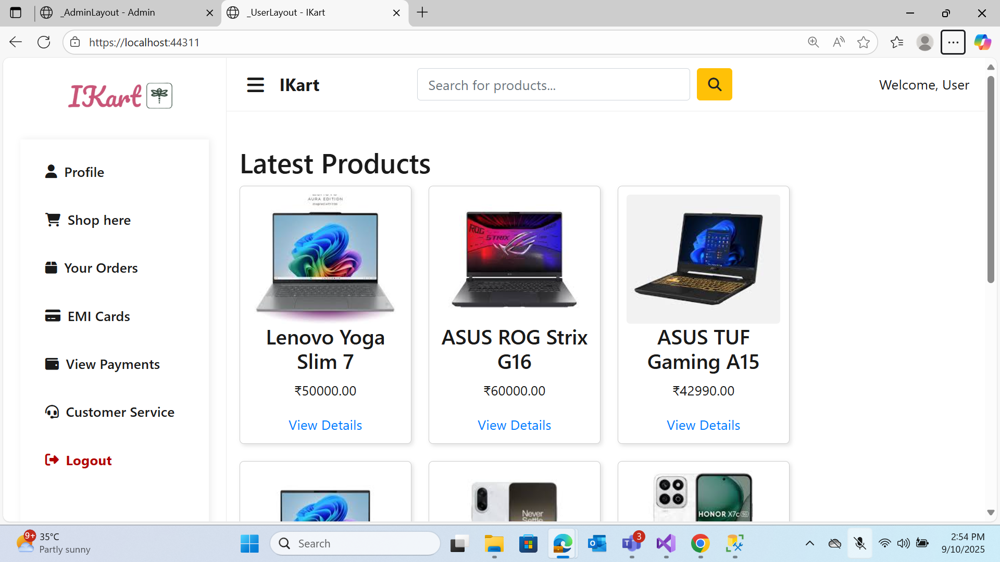 _AdminLayout - Admin
_UserLayout - IKart
https://localhost:44311
IKart
IKart
Search for products...
Welcome, User
Profile
Shop here
Your Orders
EMI Cards
View Payments
Customer Service
Logout
Latest Products
AURA EDITION
ROG
STRIX
Lenovo Yoga
Slim 7
₹50000.00
View Details
ASUS ROG Strix
G16
₹60000.00
View Details
ASUS TUF
Gaming A15
₹42990.00
View Details
Never
Settle
HONOR X7c 5G
9+
35°C
Partly sunny
Search
3
2:54 PM
9/10/2025